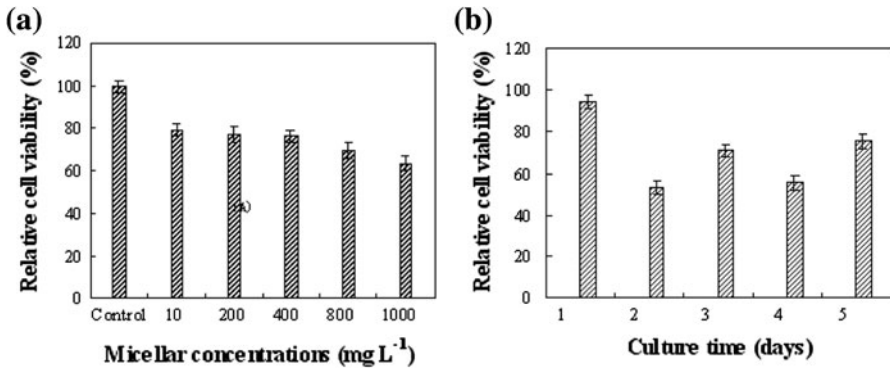 (a)
120
100
80
60
40
20
0
Relative cell viability (%)
Control 10 200 400 800 1000
Micellar concentrations (mg L⁻¹)
(b)
120
100
80
60
40
20
0
Relative cell viability (%)
1 2 3 4 5
Culture time (days)